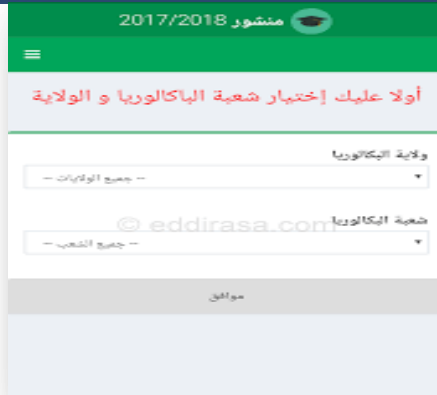 منشور 2017/2018
أولا عليك إختيار شعبة الباكالوريا و الولاية
ولاية البكالوريا
-- جميع الولايات --
© eddirasa.com
شعبة البكالوريا
-- جميع الشعب --
موافق